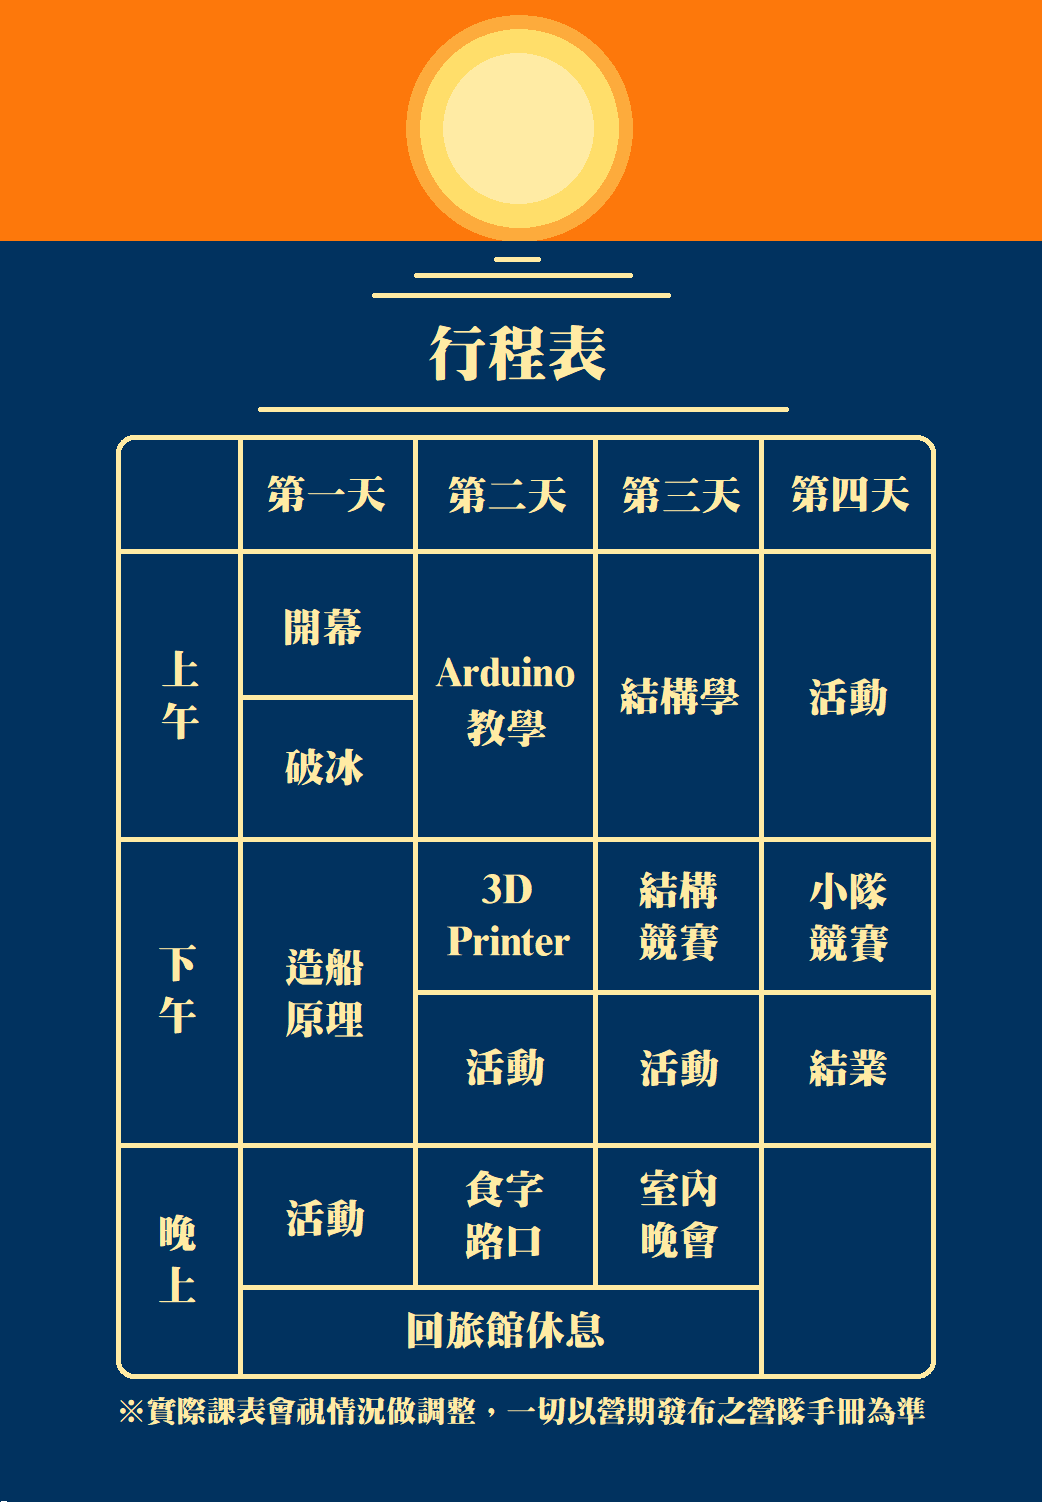 行程表
第一天 第二天 第三天 第四天
上
午
開幕
破冰
Arduino
教學
結構學
活動
下
午
造船
原理
3D
Printer
活動
結構
競賽
活動
小隊
競賽
結業
晚
上
活動
食字
路口
室內
晚會
回旅館休息
※實際課表會視情況做調整，一切以營期發布之營隊手冊為準